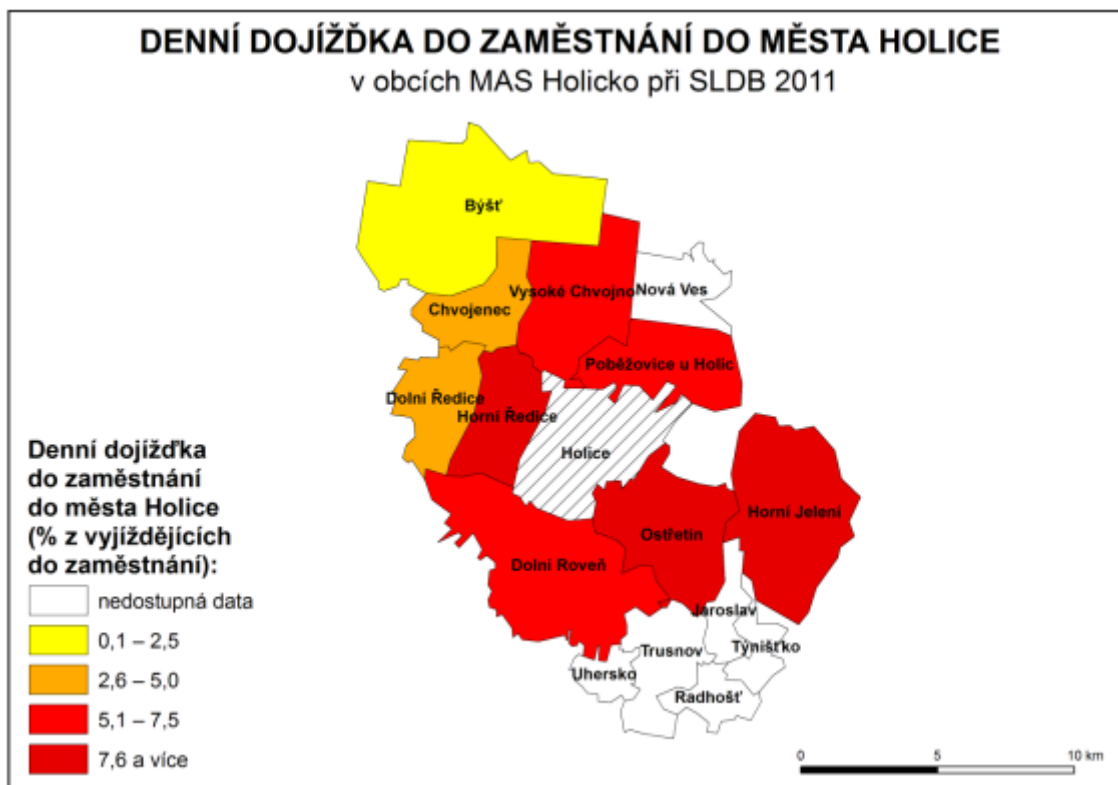 DENNÍ DOJÍŽĎKA DO ZAMĚSTNÁNÍ DO MĚSTA HOLICE
v obcích MAS Holicko při SLDB 2011
Býšť
Vysoké Chvojno
Nová Ves
Chvojenec
Poběžovice u Holic
Dolní Ředice
Horní Ředice
Holice
Horní Jelení
Ostřetín
Dolní Roveň
Jaroslav
Týnišťko
Trusnov
Uhersko
Radhošť
Denní dojížďka
do zaměstnání
do města Holice
(% z vyjíždějících
do zaměstnání):
nedostupná data
0,1 – 2,5
2,6 – 5,0
5,1 – 7,5
7,6 a více
0 5 10 km